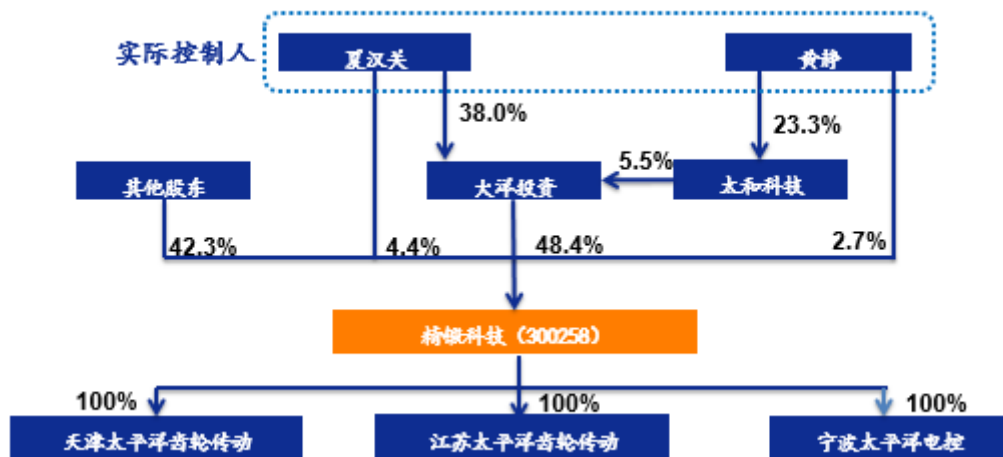 实际控制人
夏汉关
黄静
38.0%
23.3%
5.5%
其他股东
大洋投资
太和科技
42.3%
4.4%
48.4%
2.7%
精锻科技（300258）
100%
100%
100%
天津太平洋齿轮传动
江苏太平洋齿轮传动
宁波太平洋电控